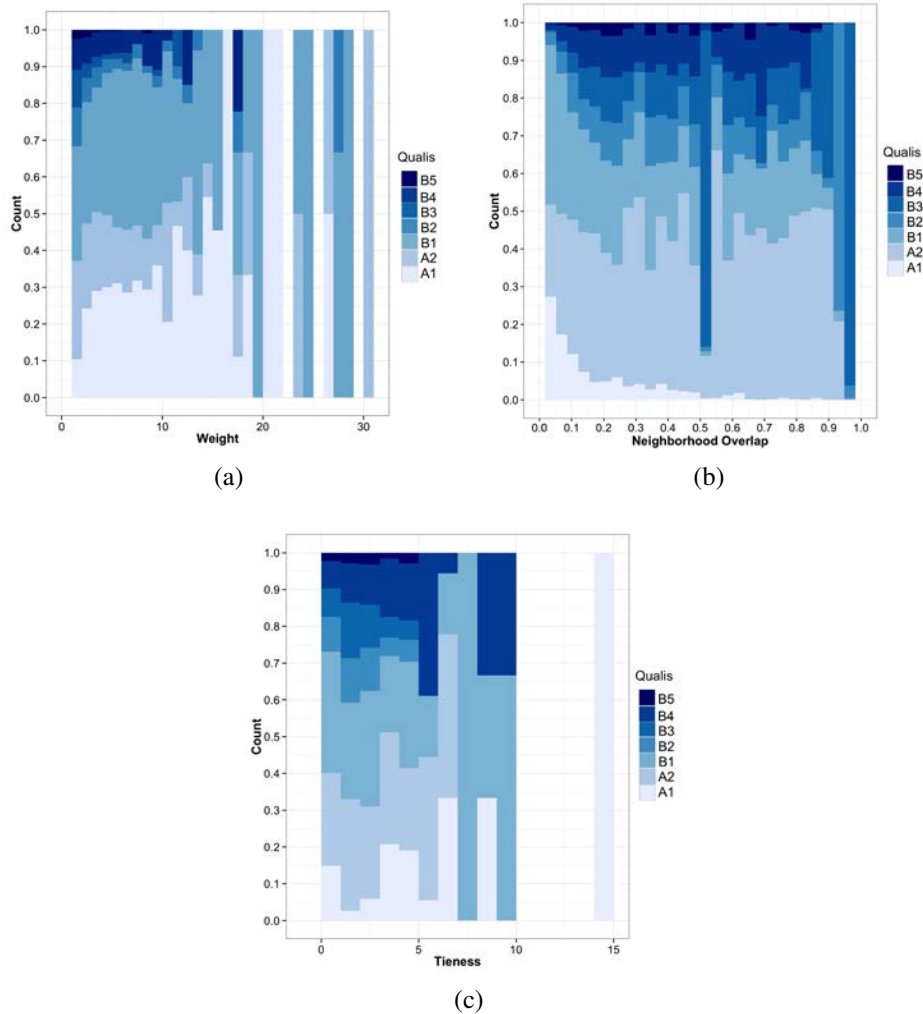 1.0
0.9
0.8
0.7
0.6
0.5
0.4
0.3
0.2
0.1
0.0
Count
0 10 20 30
Weight
Qualis
B5
B4
B3
B2
B1
A2
A1
(a)
1.0
0.9
0.8
0.7
0.6
0.5
0.4
0.3
0.2
0.1
0.0
Count
0.0 0.1 0.2 0.3 0.4 0.5 0.6 0.7 0.8 0.9 1.0
Neighborhood Overlap
Qualis
B5
B4
B3
B2
B1
A2
A1
(b)
1.0
0.9
0.8
0.7
0.6
0.5
0.4
0.3
0.2
0.1
0.0
Count
0 5 10 15
Tieness
Qualis
B5
B4
B3
B2
B1
A2
A1
(c)